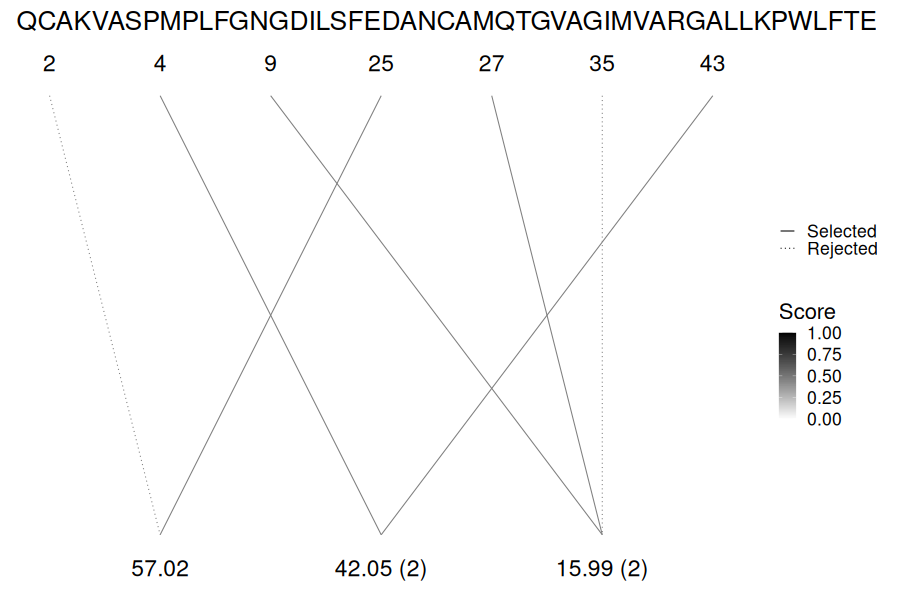 QCAKVASPMPLFGNGDILSFEDANCAMQTGVAGIMVARGALLKPWLFTE
2 4 9 25 27 35 43
Selected
Rejected
Score
1.00
0.75
0.50
0.25
0.00
57.02 42.05 (2) 15.99 (2)